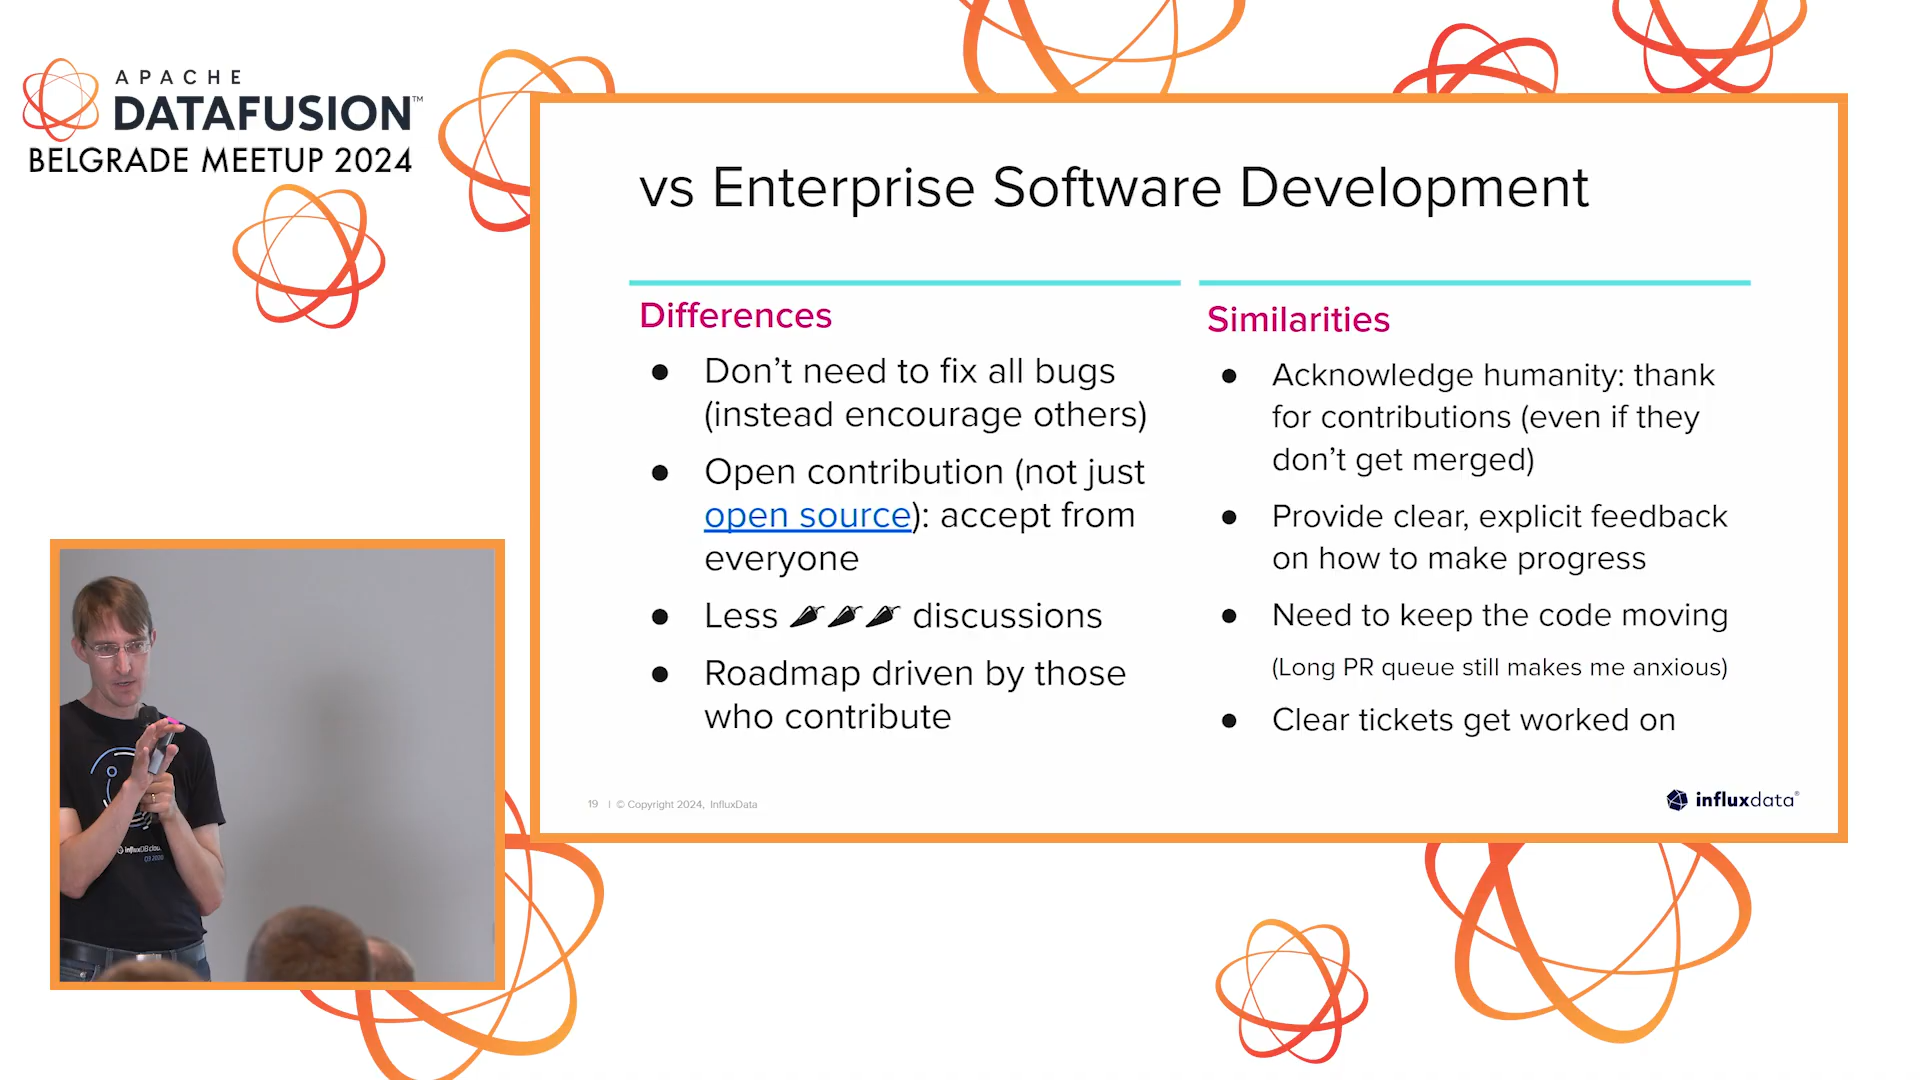 APACHE
DATAFUSION™
BELGRADE MEETUP 2024
vs Enterprise Software Development
Differences
● Don’t need to fix all bugs
(instead encourage others)
● Open contribution (not just
open source): accept from
everyone
● Less 🌶🌶🌶 discussions
● Roadmap driven by those
who contribute
Similarities
● Acknowledge humanity: thank
for contributions (even if they
don’t get merged)
● Provide clear, explicit feedback
on how to make progress
● Need to keep the code moving
(Long PR queue still makes me anxious)
● Clear tickets get worked on
19 | © Copyright 2024, InfluxData
influxdata®
InfluxDB cloud
Q3 2020